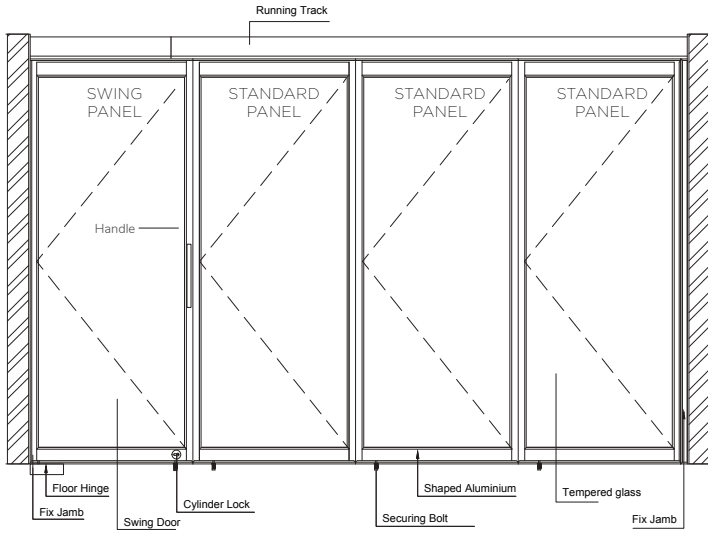 Running Track
SWING
PANEL
STANDARD
PANEL
STANDARD
PANEL
STANDARD
PANEL
Handle
Floor Hinge
Fix Jamb
Swing Door
Cylinder Lock
Shaped Aluminium
Securing Bolt
Tempered glass
Fix Jamb